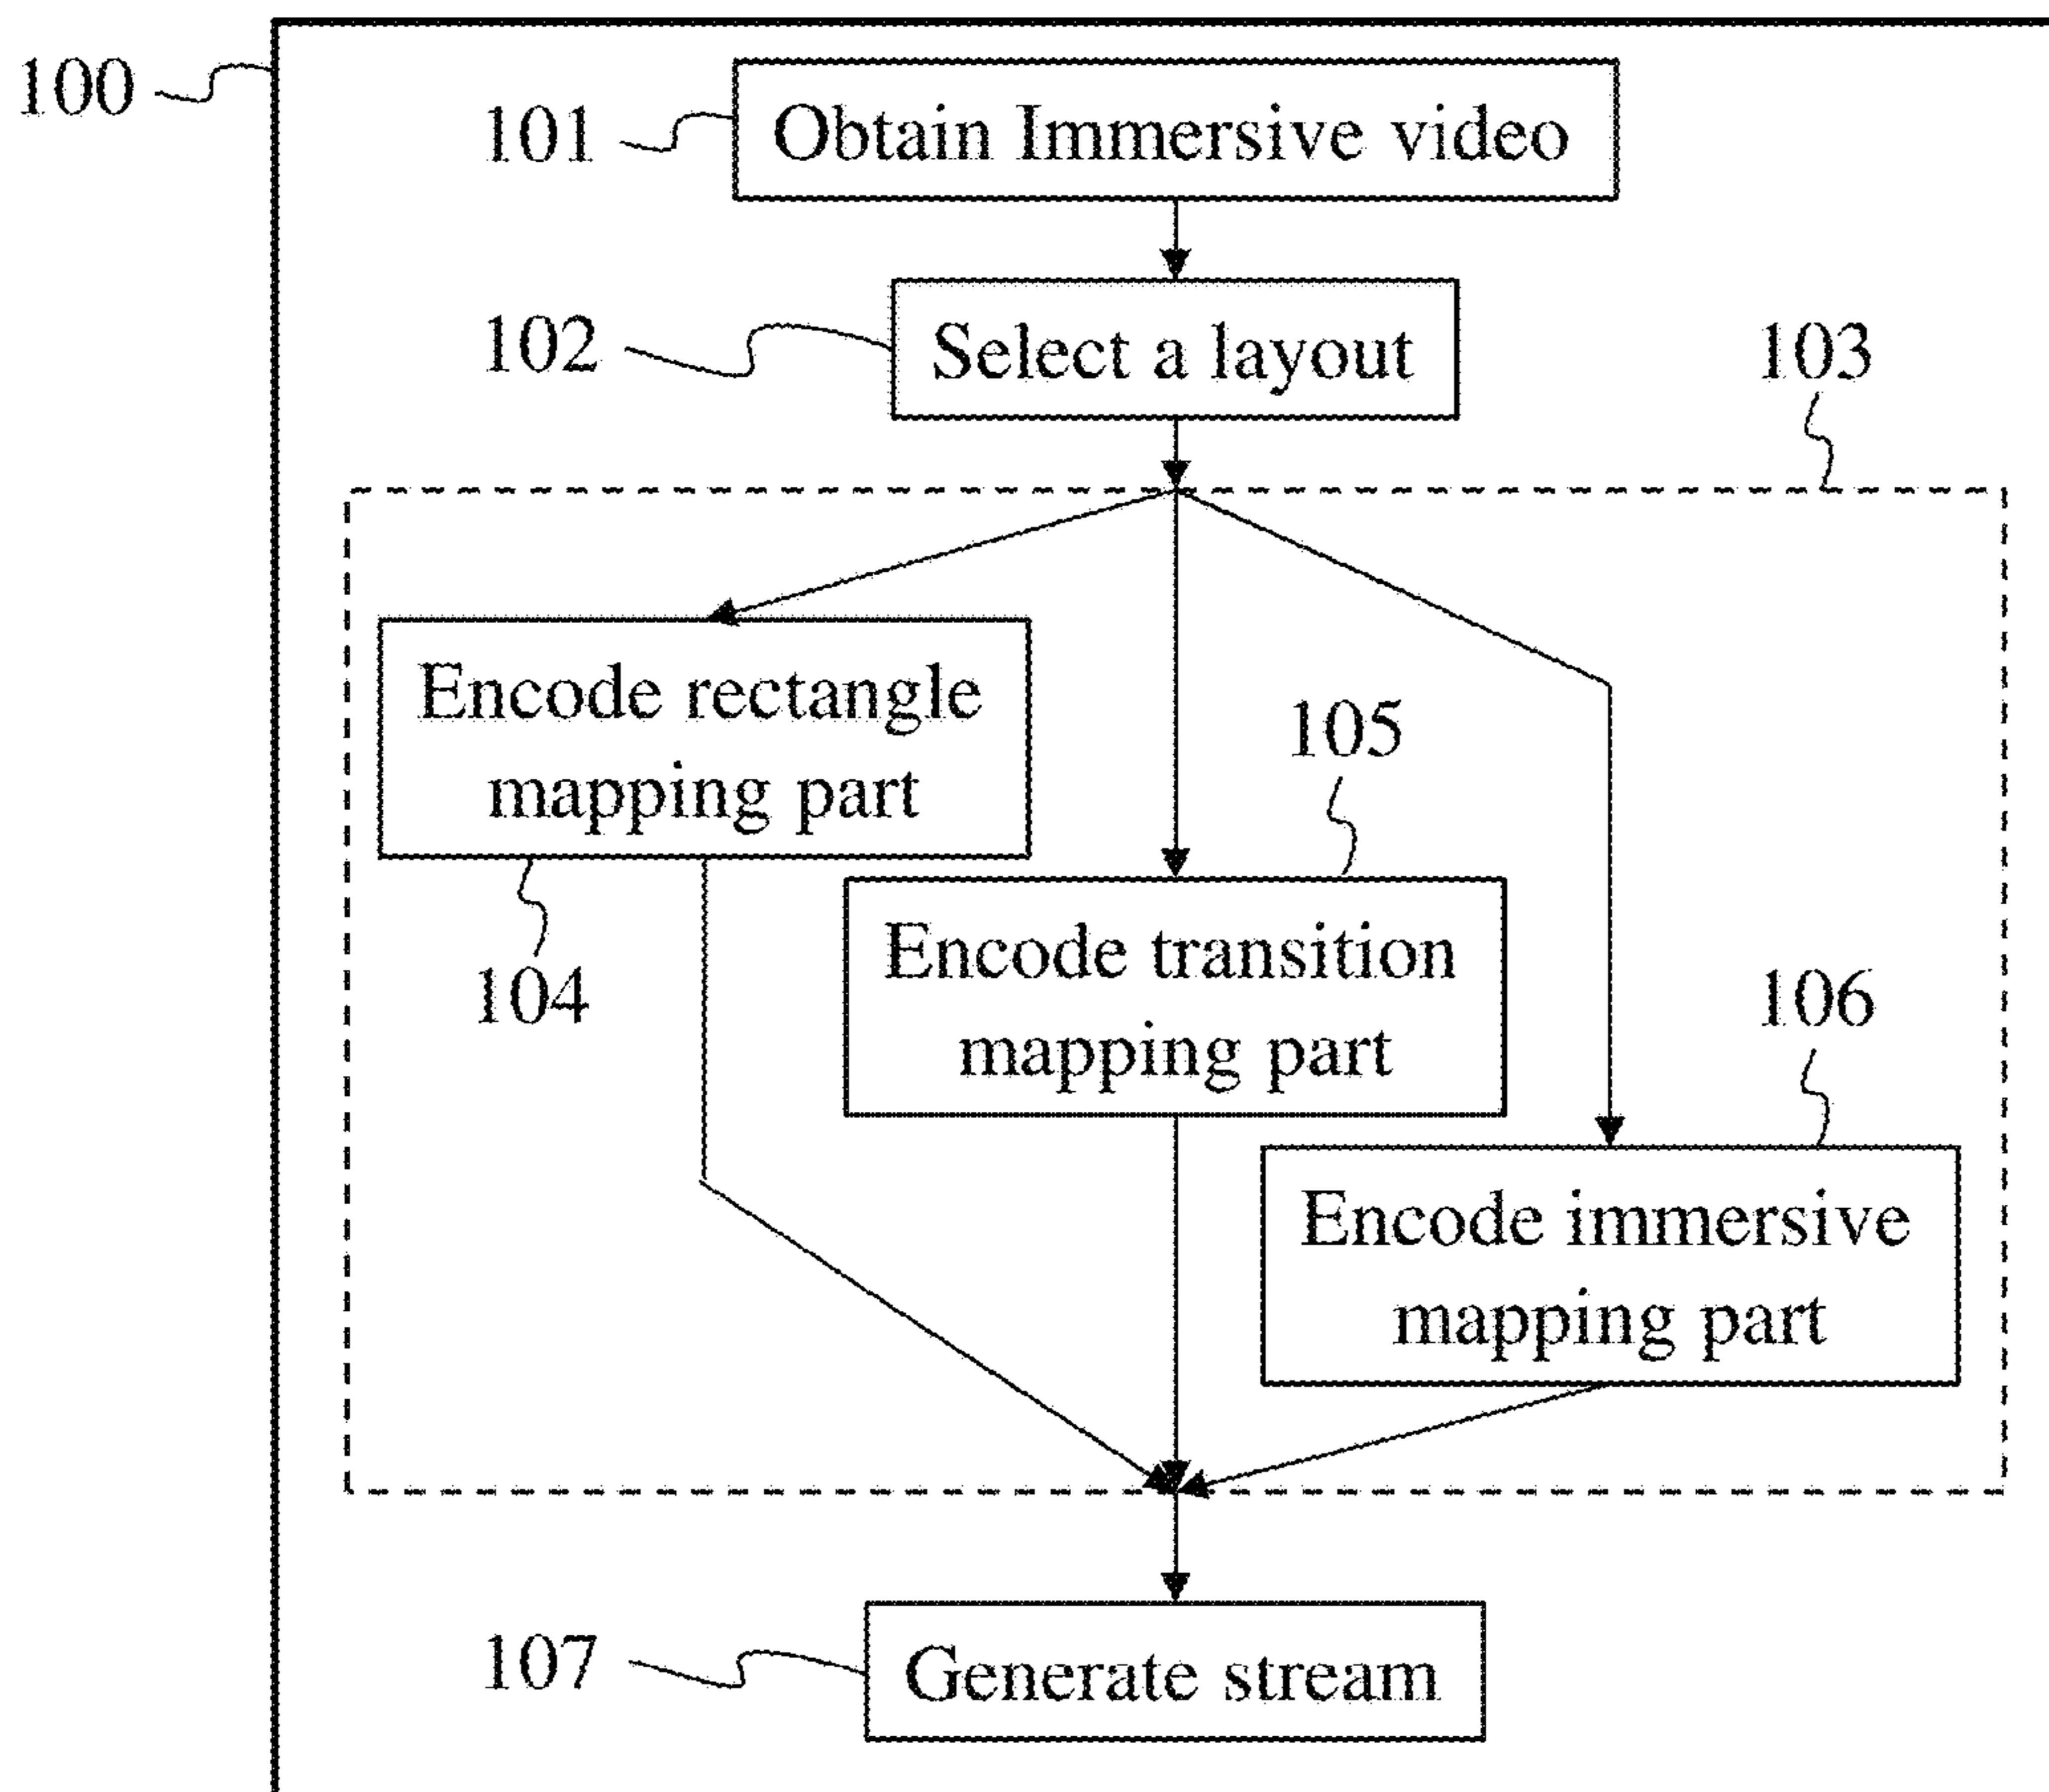 100
101
Obtain Immersive video
102
Select a layout
103
Encode rectangle
mapping part
105
104
Encode transition
mapping part
106
Encode immersive
mapping part
107
Generate stream